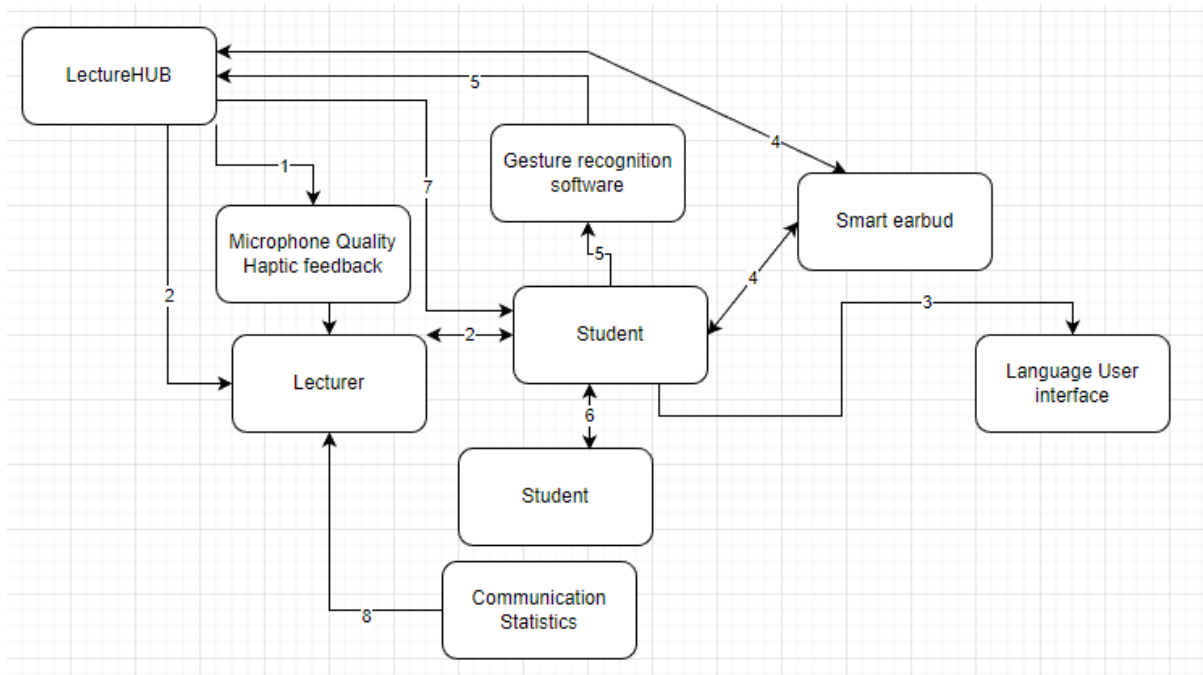 LectureHUB
5
4
Gesture recognition
software
1
7
Smart earbud
Microphone Quality
Haptic feedback
5
4
2
3
2
Student
Language User
interface
Lecturer
6
Student
Communication
Statistics
8